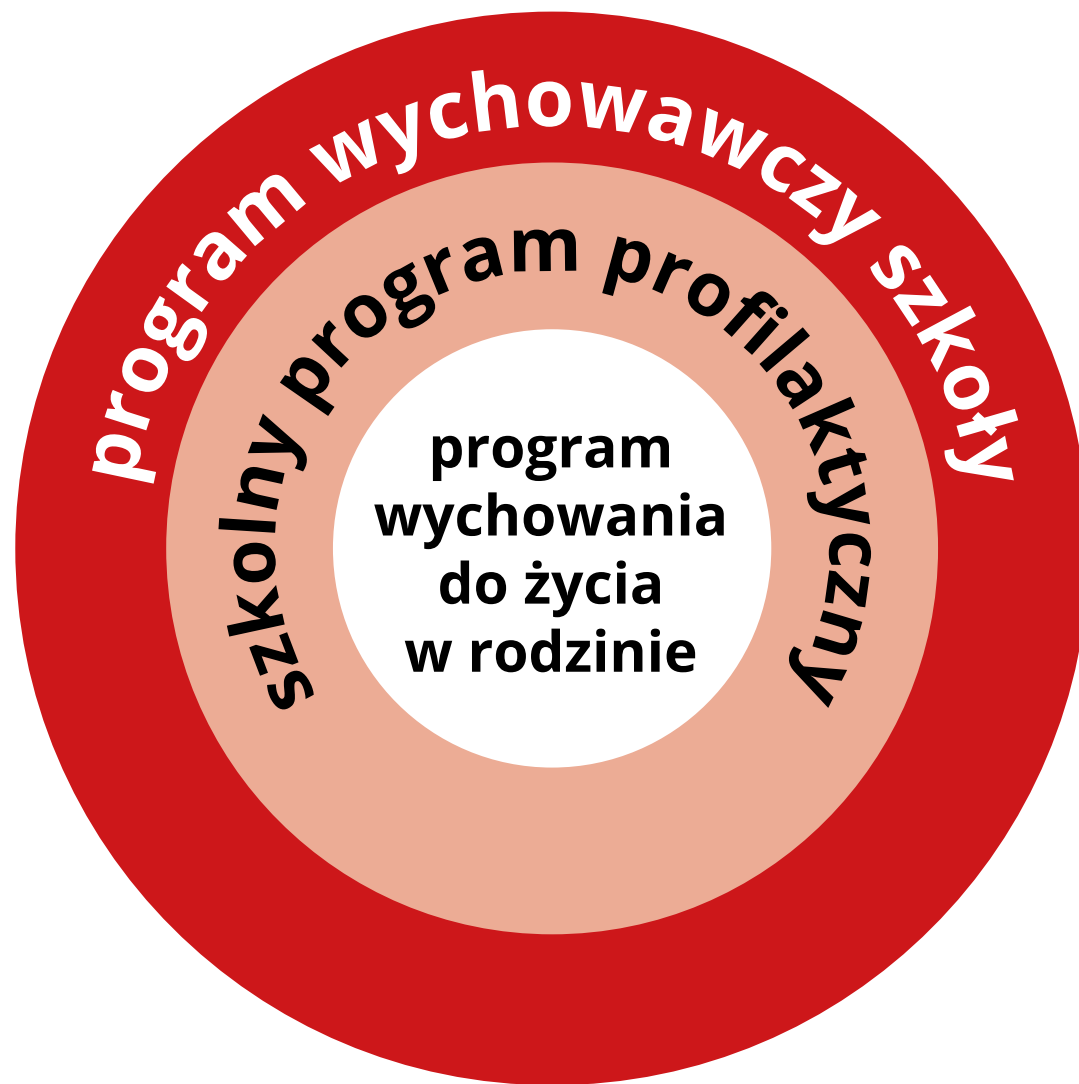 program wychowawczy szkoły
szkolny program profilaktyczny
program
wychowania
do życia
w rodzinie